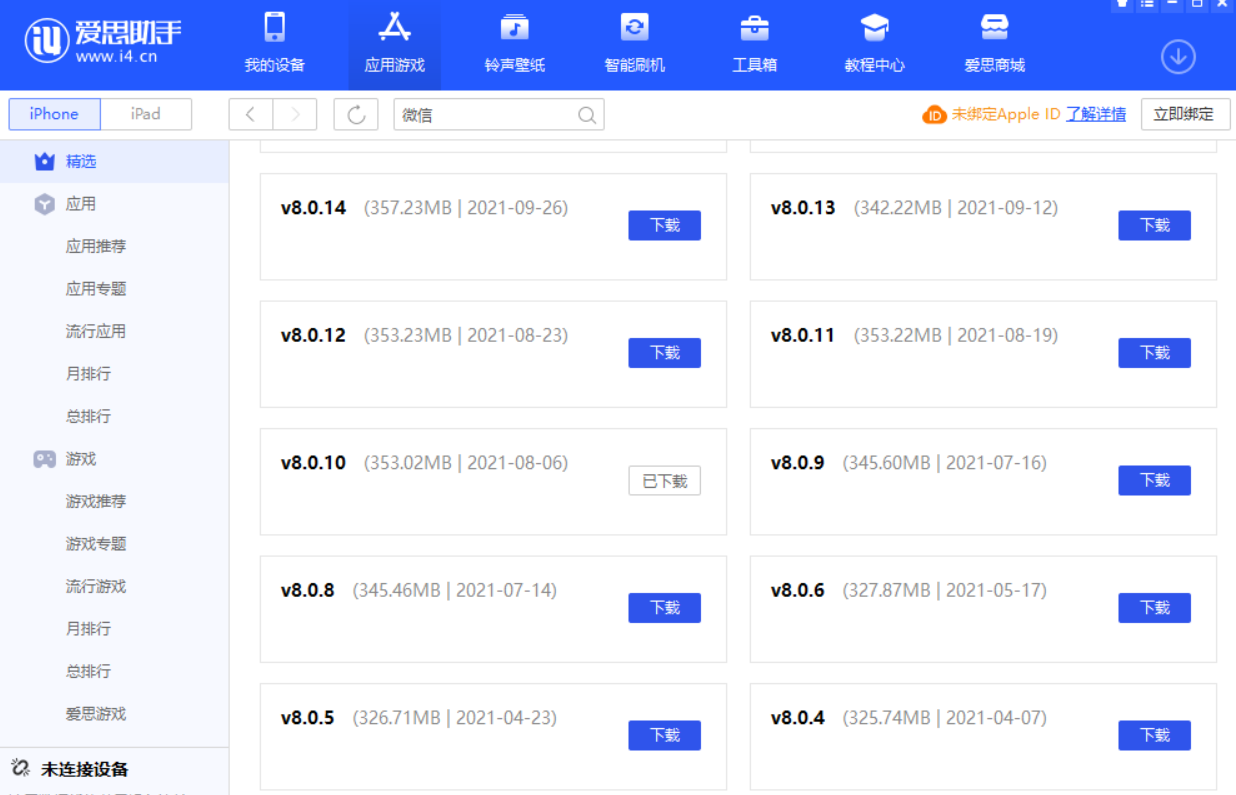 爱思助手
www.i4.cn
我的设备
应用游戏
铃声壁纸
智能刷机
工具箱
教程中心
爱思商城
iPhone
iPad
微信
未绑定Apple ID 了解详情
立即绑定
精选
应用
应用推荐
应用专题
流行应用
月排行
总排行
游戏
游戏推荐
游戏专题
流行游戏
月排行
总排行
爱思游戏
未连接设备
v8.0.14 (357.23MB | 2021-09-26)
下载
v8.0.13 (342.22MB | 2021-09-12)
下载
v8.0.12 (353.23MB | 2021-08-23)
下载
v8.0.11 (353.22MB | 2021-08-19)
下载
v8.0.10 (353.02MB | 2021-08-06)
已下载
v8.0.9 (345.60MB | 2021-07-16)
下载
v8.0.8 (345.46MB | 2021-07-14)
下载
v8.0.6 (327.87MB | 2021-05-17)
下载
v8.0.5 (326.71MB | 2021-04-23)
下载
v8.0.4 (325.74MB | 2021-04-07)
下载